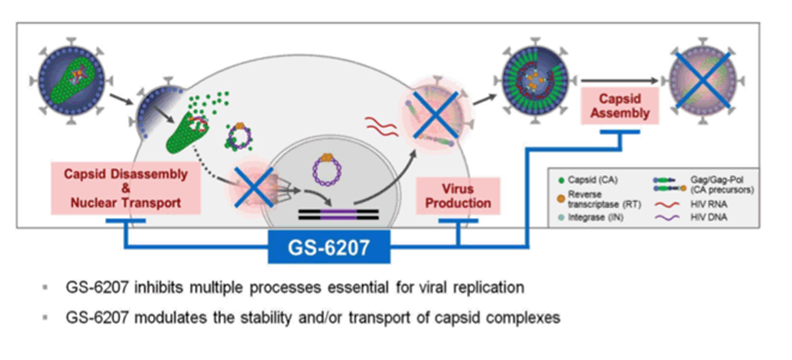 Capsid Disassembly
&
Nuclear Transport
Virus
Production
Capsid
Assembly
Capsid (CA)
Reverse
transcriptase (RT)
Integrase (IN)
Gag/Gag-Pol
(CA precursors)
HIV RNA
HIV DNA
GS-6207
GS-6207 inhibits multiple processes essential for viral replication
GS-6207 modulates the stability and/or transport of capsid complexes